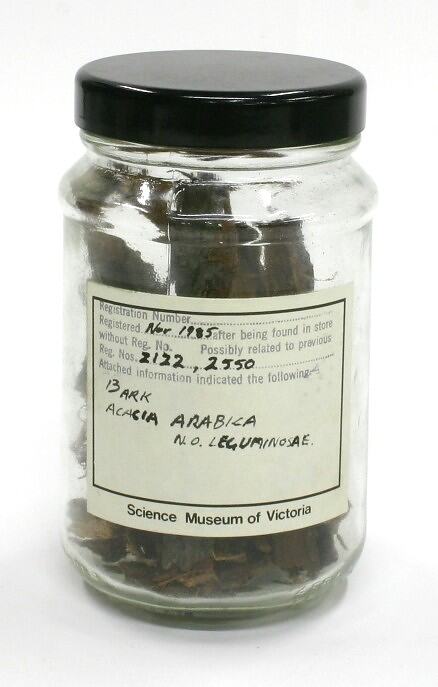 Registration Number
Registered Nov 1985 after being found in store
without Reg. No. Possibly related to previous
Reg. Nos. 2122, 2550
Attached information indicated the following:
BARK
ACACIA ARABICA
N.O. LEGUMINOSAE.
Science Museum of Victoria